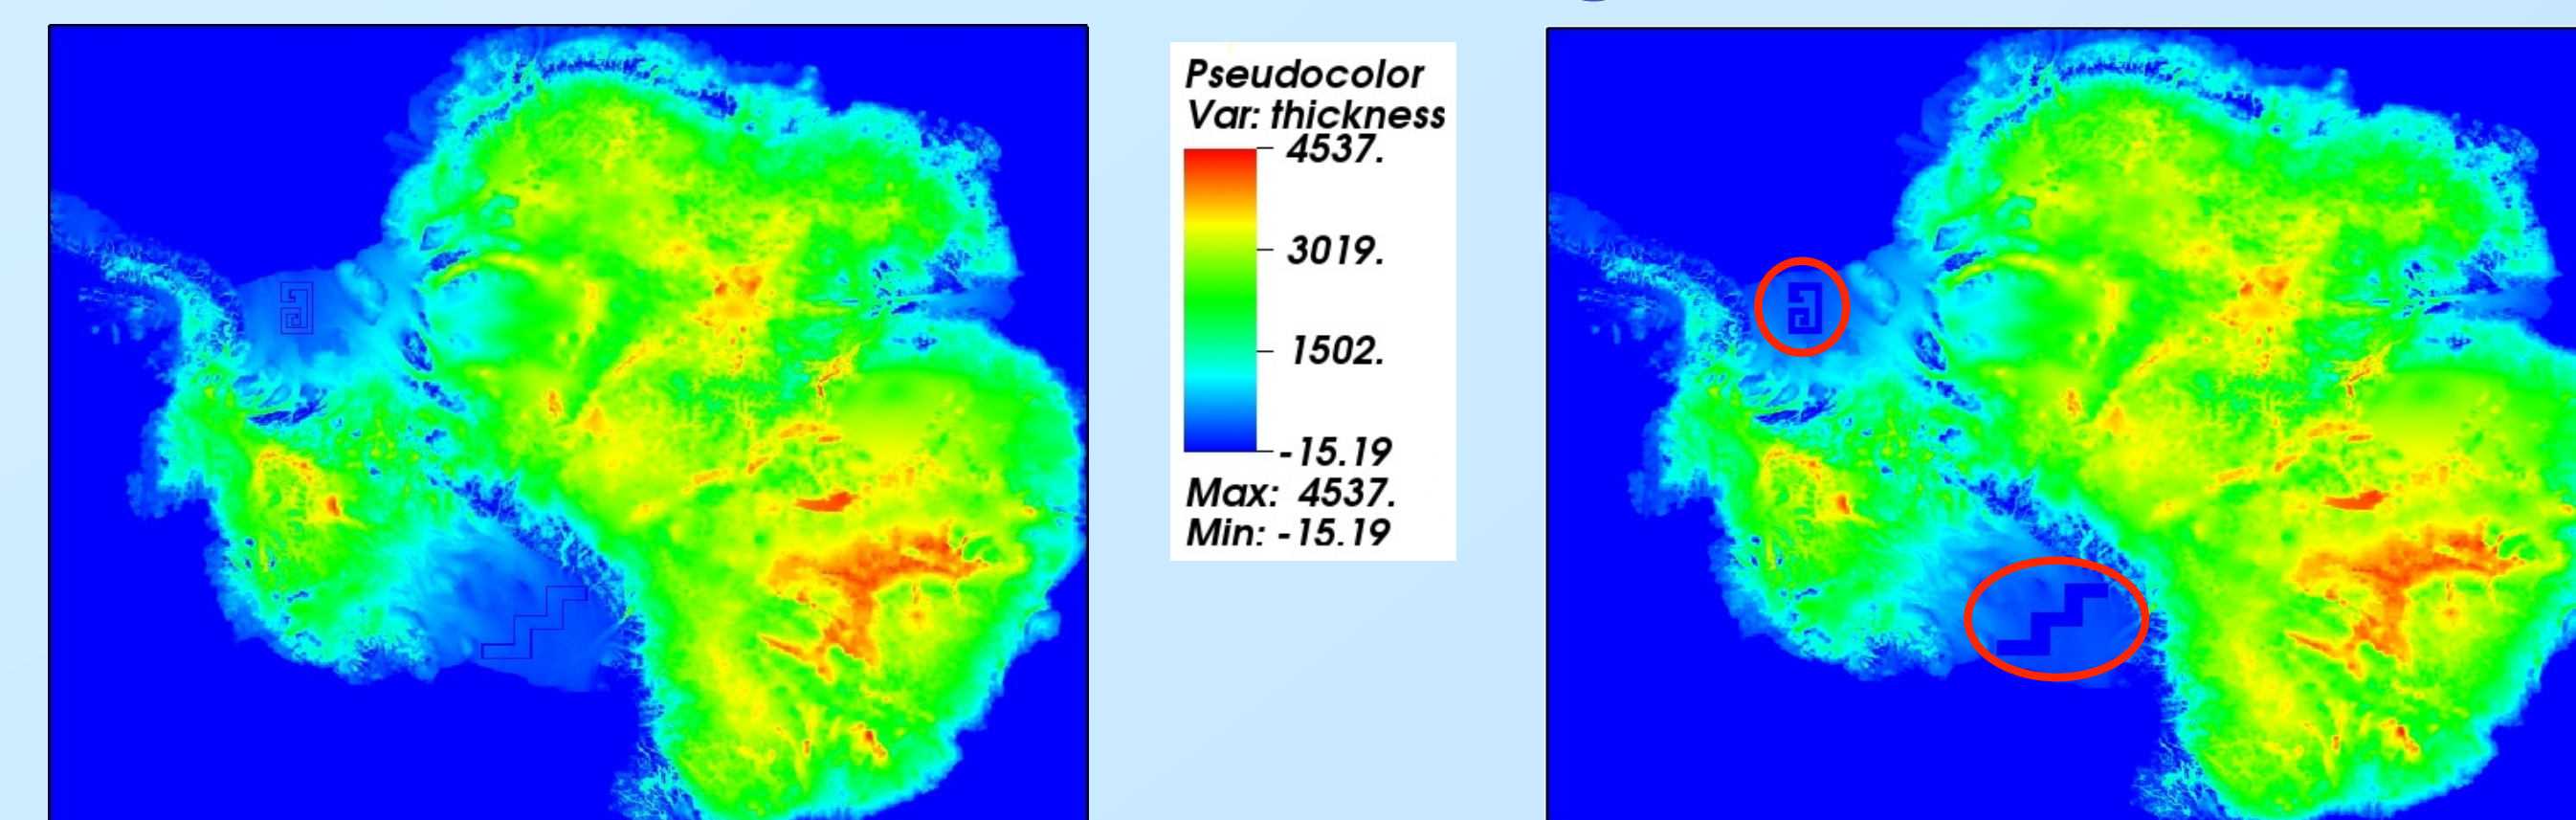 Pseudocolor
Var: thickness
4537.
3019.
1502.
-15.19
Max: 4537.
Min: -15.19